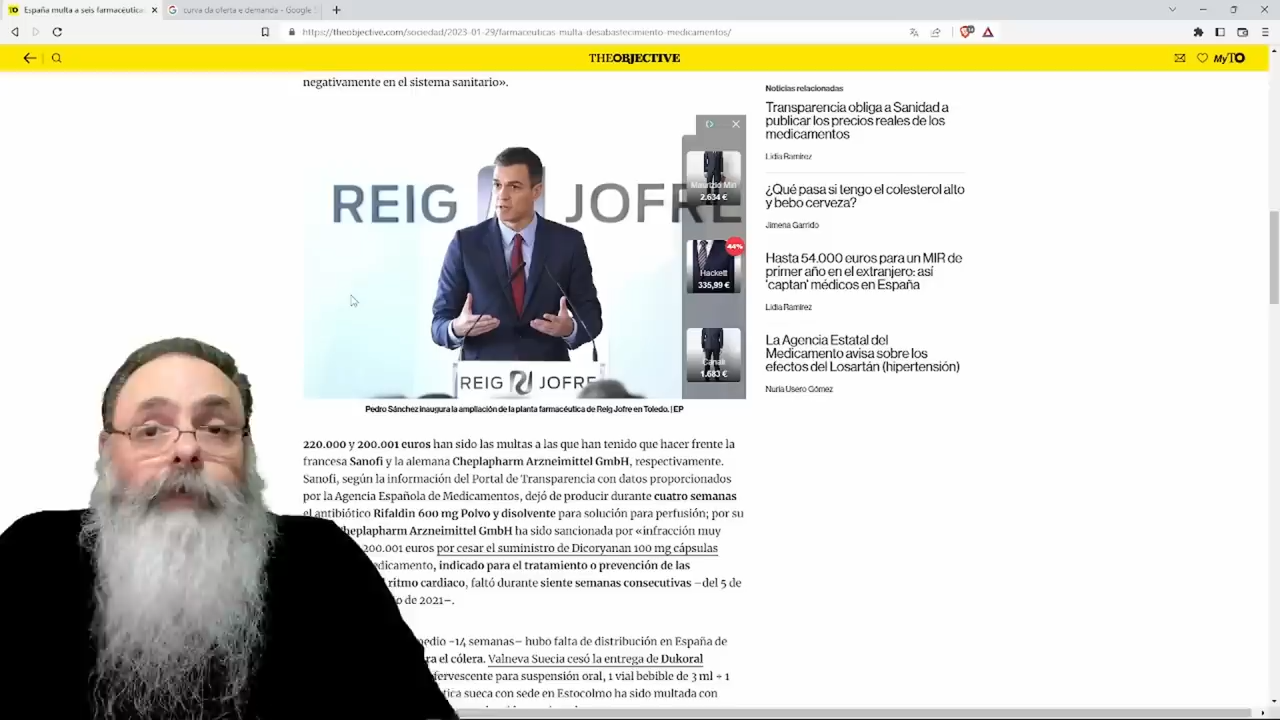 España multa a seis farmacéutica
curva da oferta e demanda - Google
https://theobjective.com/sociedad/2023-01-29/farmaceuticas-multa-desabastecimiento-medicamentos/
THEOBJECTIVE
MyTO
negativamente en el sistema sanitario».
REIG JOFRE
Maurizio Miri
2.634 €
44%
Hackett
335,99 €
Canali
1.683 €
REIG JOFRE
Pedro Sánchez inaugura la ampliación de la planta farmacéutica de Reig Jofre en Toledo. | EP
220.000 y 200.001 euros han sido las multas a las que han tenido que hacer frente la
francesa Sanofi y la alemana Cheplapharm Arzneimittel GmbH, respectivamente.
Sanofi, según la información del Portal de Transparencia con datos proporcionados
por la Agencia Española de Medicamentos, dejó de producir durante cuatro semanas
el antibiótico Rifaldin 600 mg Polvo y disolvente para solución para perfusión; por su
Cheplapharm Arzneimittel GmbH ha sido sancionada por «infracción muy
200.001 euros por cesar el suministro de Dicoryanan 100 mg cápsulas
edicamento, indicado para el tratamiento o prevención de las
ritmo cardiaco, faltó durante siente semanas consecutivas –del 5 de
o de 2021–.
medio -14 semanas– hubo falta de distribución en España de
ra el cólera. Valneva Suecia cesó la entrega de Dukoral
efervescente para suspensión oral, 1 vial bebible de 3 ml + 1
tica sueca con sede en Estocolmo ha sido multada con
Noticias relacionadas
Transparencia obliga a Sanidad a
publicar los precios reales de los
medicamentos
Lidia Ramírez
¿Qué pasa si tengo el colesterol alto
y bebo cerveza?
Jimena Garrido
Hasta 54.000 euros para un MIR de
primer año en el extranjero: así
'captan' médicos en España
Lidia Ramírez
La Agencia Estatal del
Medicamento avisa sobre los
efectos del Losartán (hipertensión)
Nuria Usero Gómez